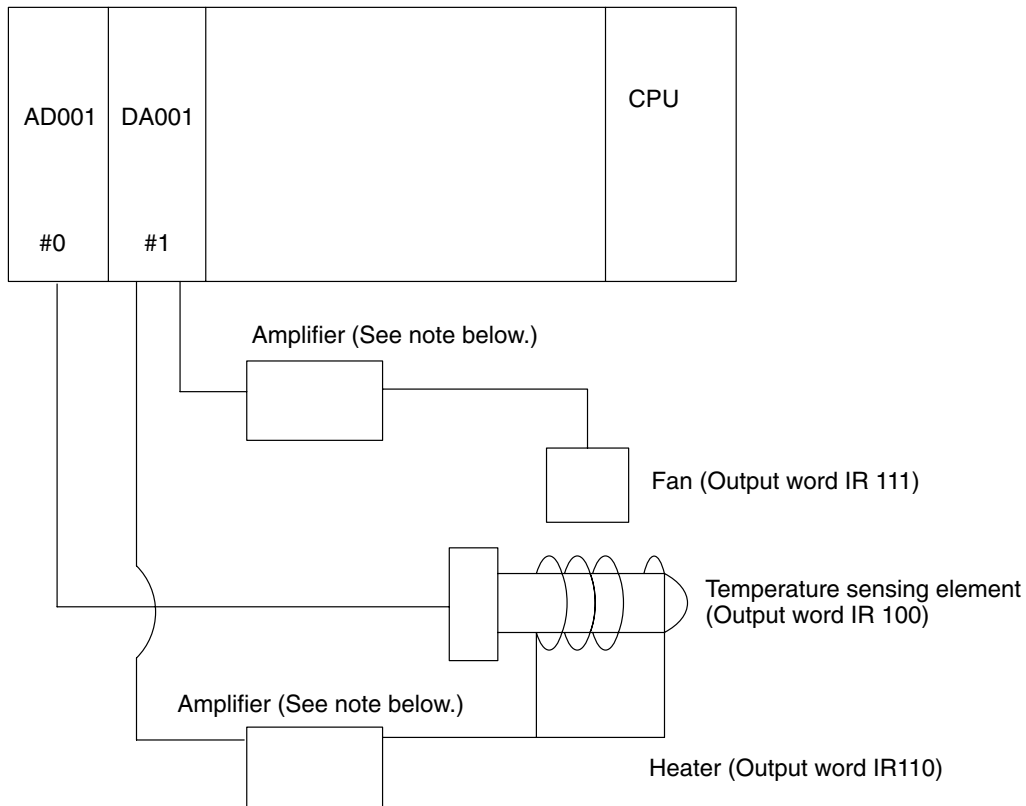 AD001
DA001
CPU
#0
#1
Amplifier (See note below.)
Fan (Output word IR 111)
Temperature sensing element
(Output word IR 100)
Amplifier (See note below.)
Heater (Output word IR110)